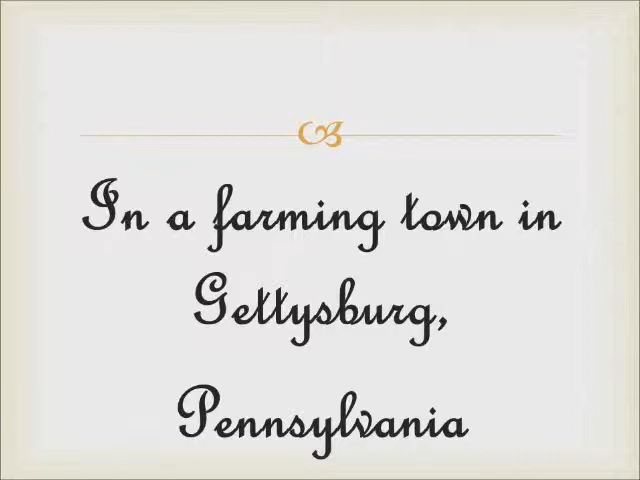 In a farming town in
Gettysburg,
Pennsylvania